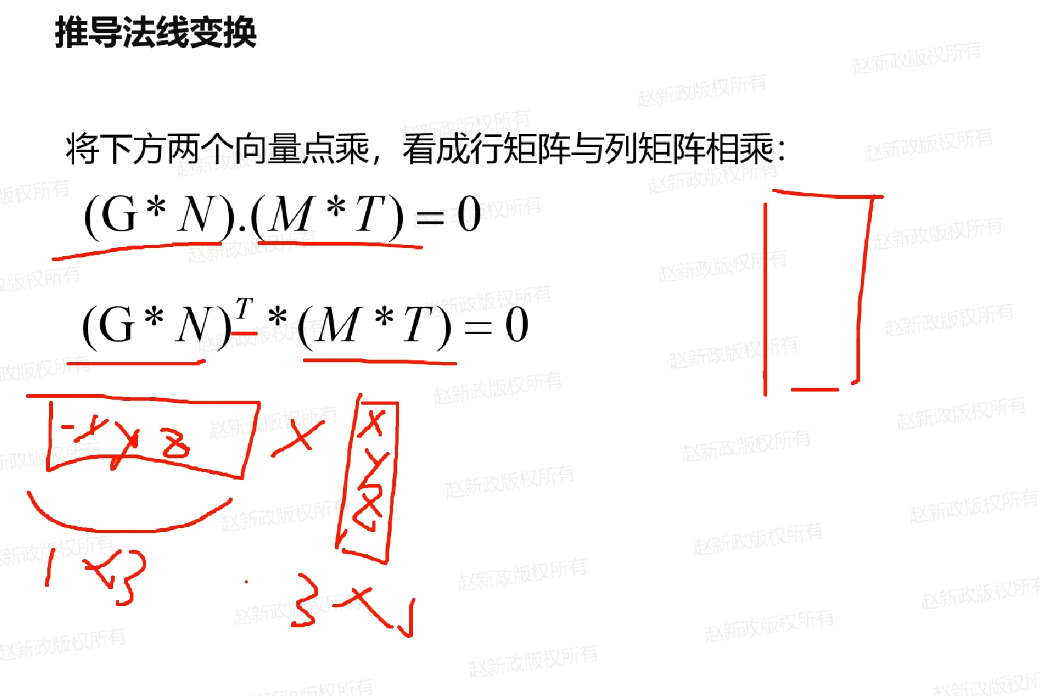 推导法线变换
将下方两个向量点乘，看成行矩阵与列矩阵相乘：
(G * N).(M * T) = 0
(G * N)^T * (M * T) = 0
x y z × x
y
z
1 × 3
3 × 1
赵新政版权所有